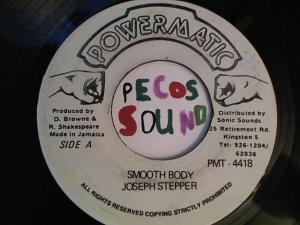 POWERMATIC
PECOS
SOUND
Produced by
D. Browne &
R. Shakespeare
Made in Jamaica
SIDE A
Distributed by
Sonic Sounds
25 Retirement Rd.
Kingston 5
Tel: 926-1204/
62036
PMT - 4418
SMOOTH BODY
JOSEPH STEPPER
ALL RIGHTS RESERVED COPYING STRICTLY PROHIBITED